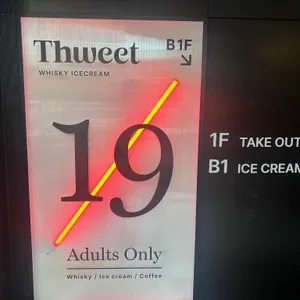 Thweet
WHISKY ICECREAM
B1F
↘
19
Adults Only
Whisky / Ice cream / Coffee
1F TAKE OUT
B1 ICE CREAM